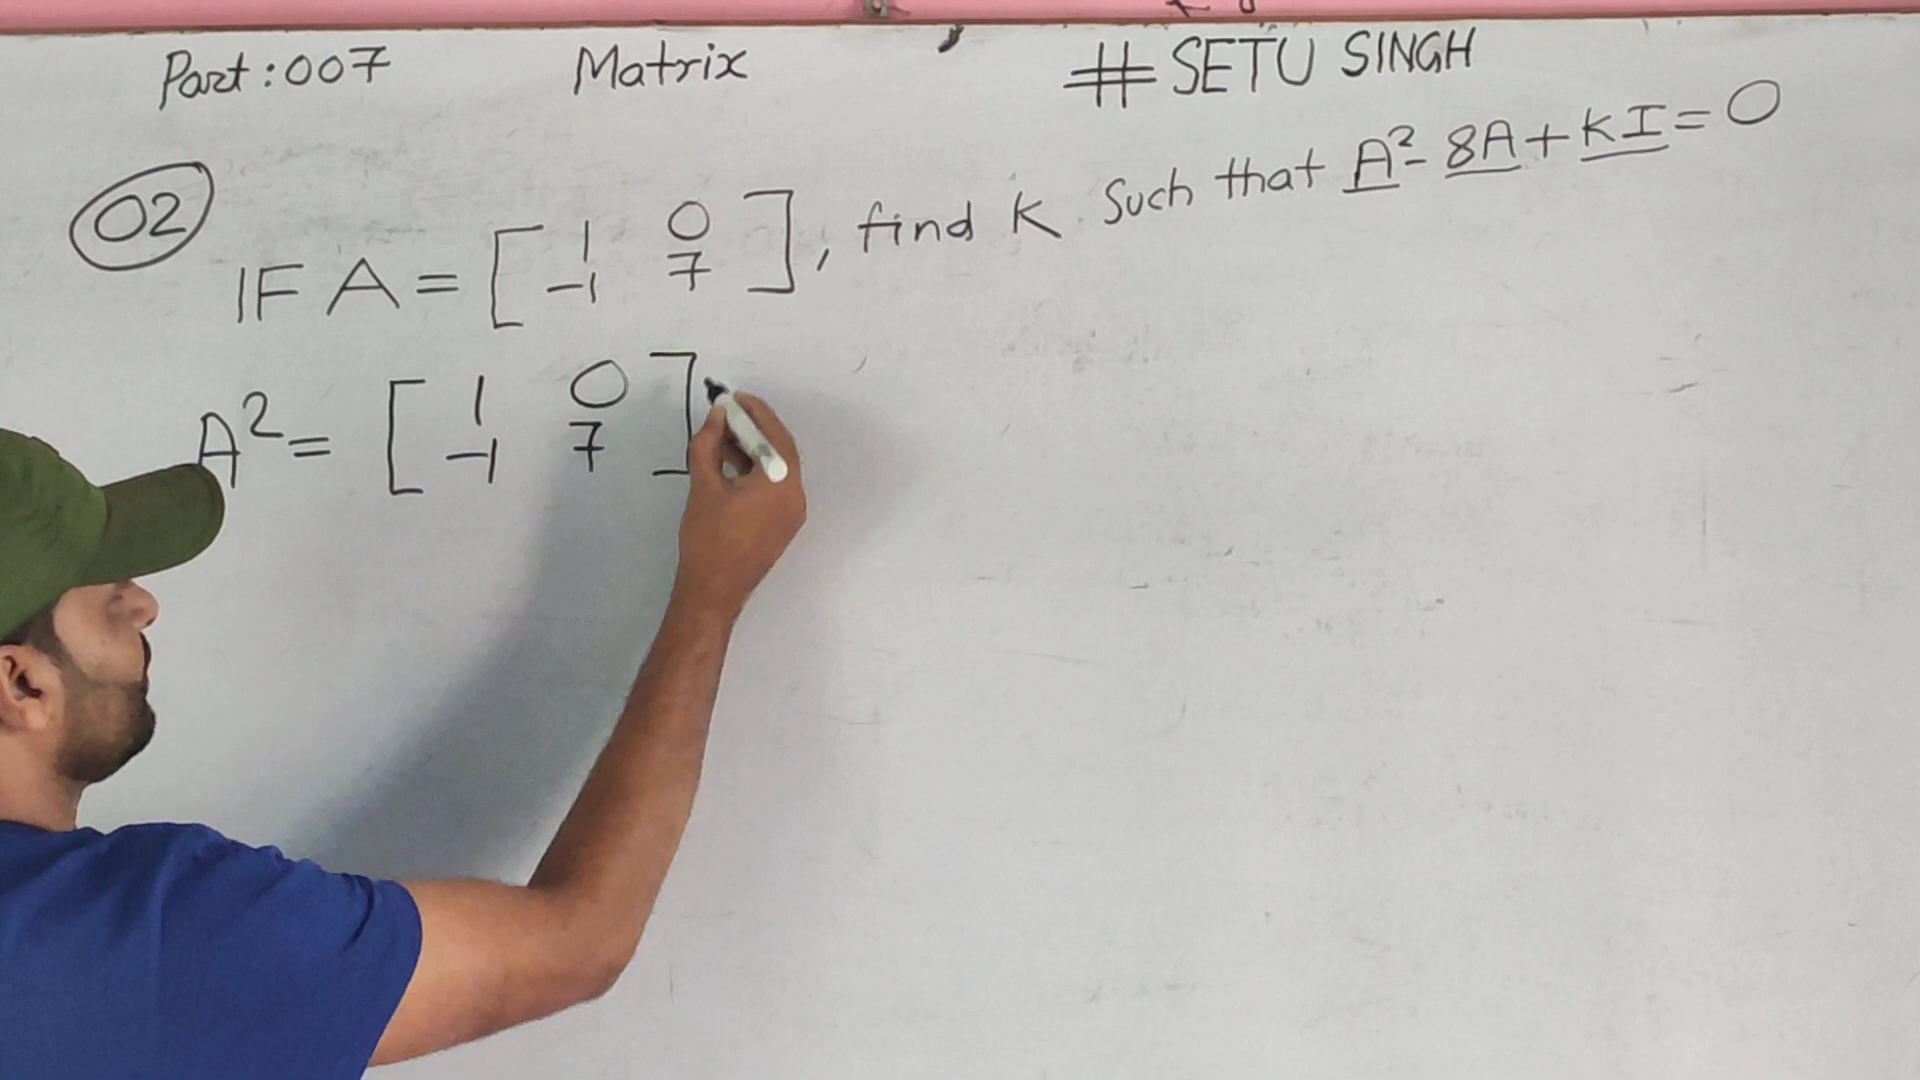 Part:007 Matrix # SETU SINGH
02
IF A = [ 1 0 -1 7 ], find K Such that A²- 8A + KI = 0
A² = [ 1 0 -1 7 ]